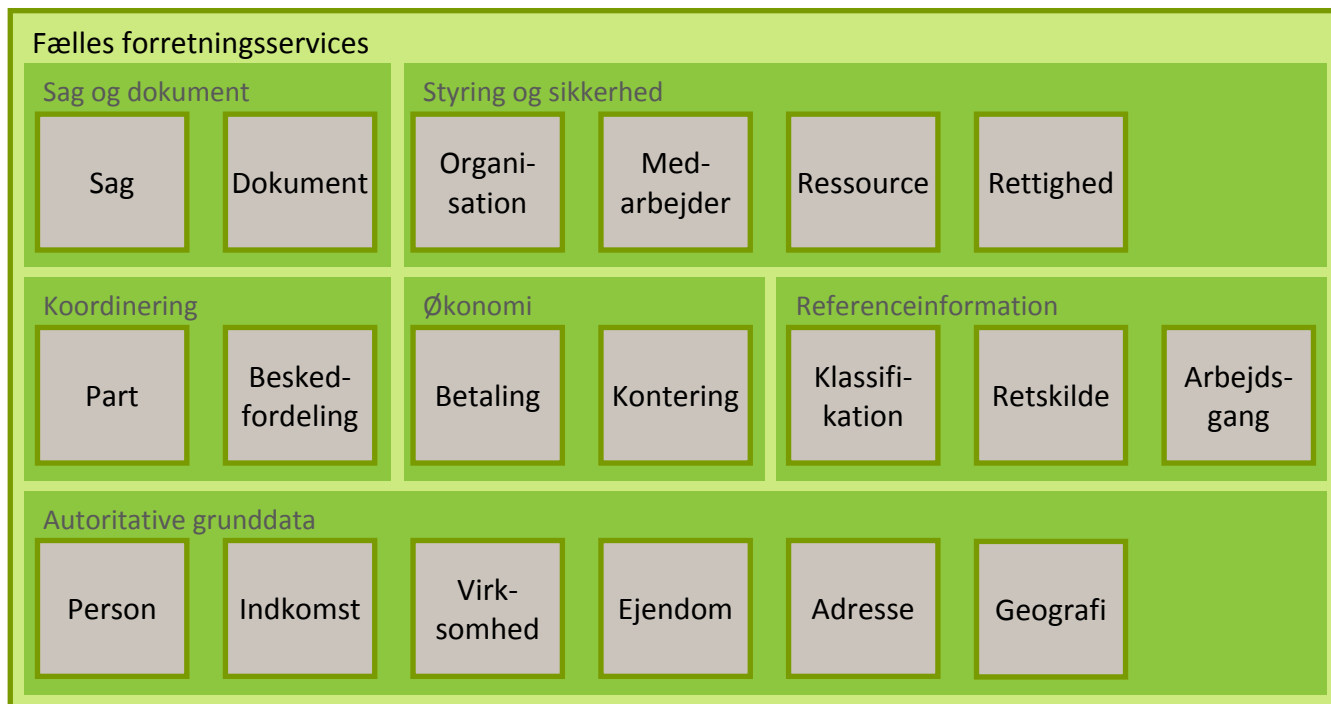 Fælles forretningsservices
Sag og dokument
Sag
Dokument
Styring og sikkerhed
Organi-
sation
Med-
arbejder
Ressource
Rettighed
Koordinering
Part
Besked-
fordeling
Økonomi
Betaling
Kontering
Referenceinformation
Klassifi-
kation
Retskilde
Arbejds-
gang
Autoritative grunddata
Person
Indkomst
Virk-
somhed
Ejendom
Adresse
Geografi